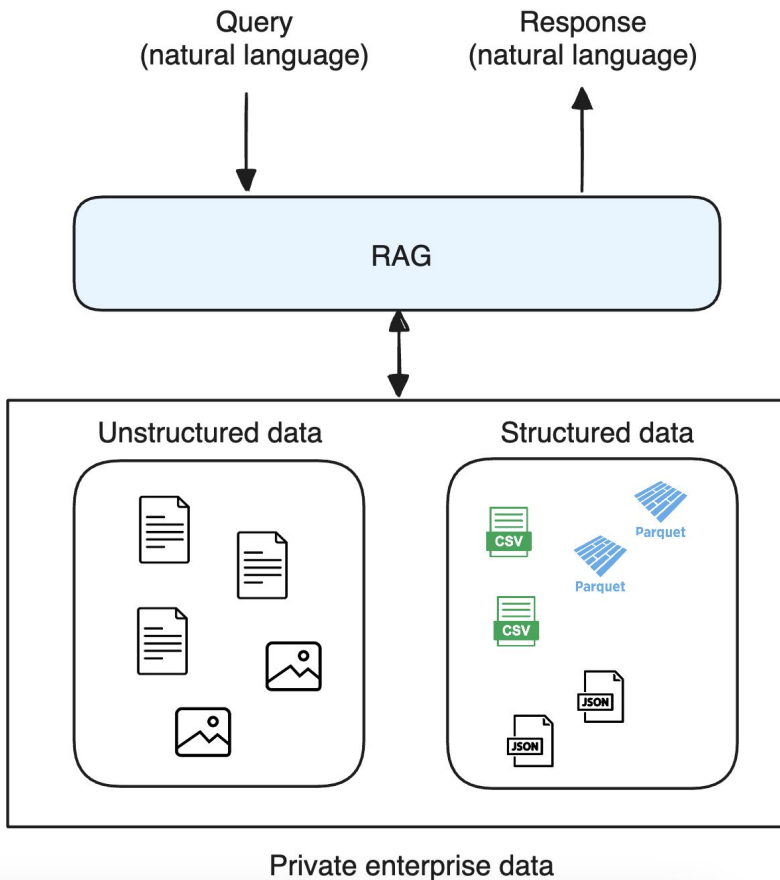 Query
(natural language)
Response
(natural language)
RAG
Unstructured data
Structured data
CSV
Parquet
Parquet
CSV
JSON
JSON
Private enterprise data